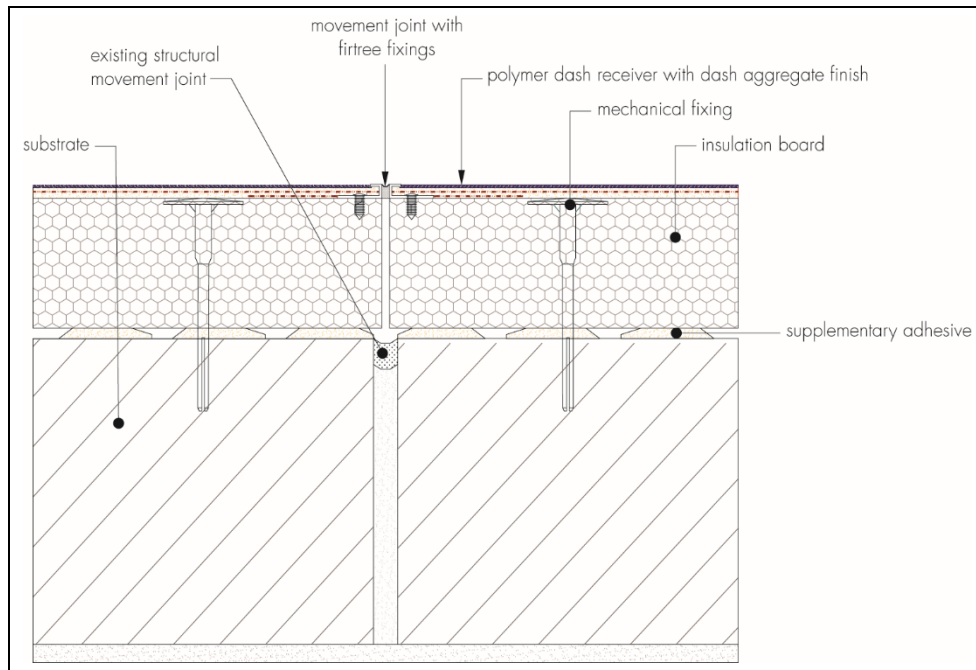 movement joint with
firtree fixings
existing structural
movement joint
polymer dash receiver with dash aggregate finish
mechanical fixing
substrate
insulation board
supplementary adhesive